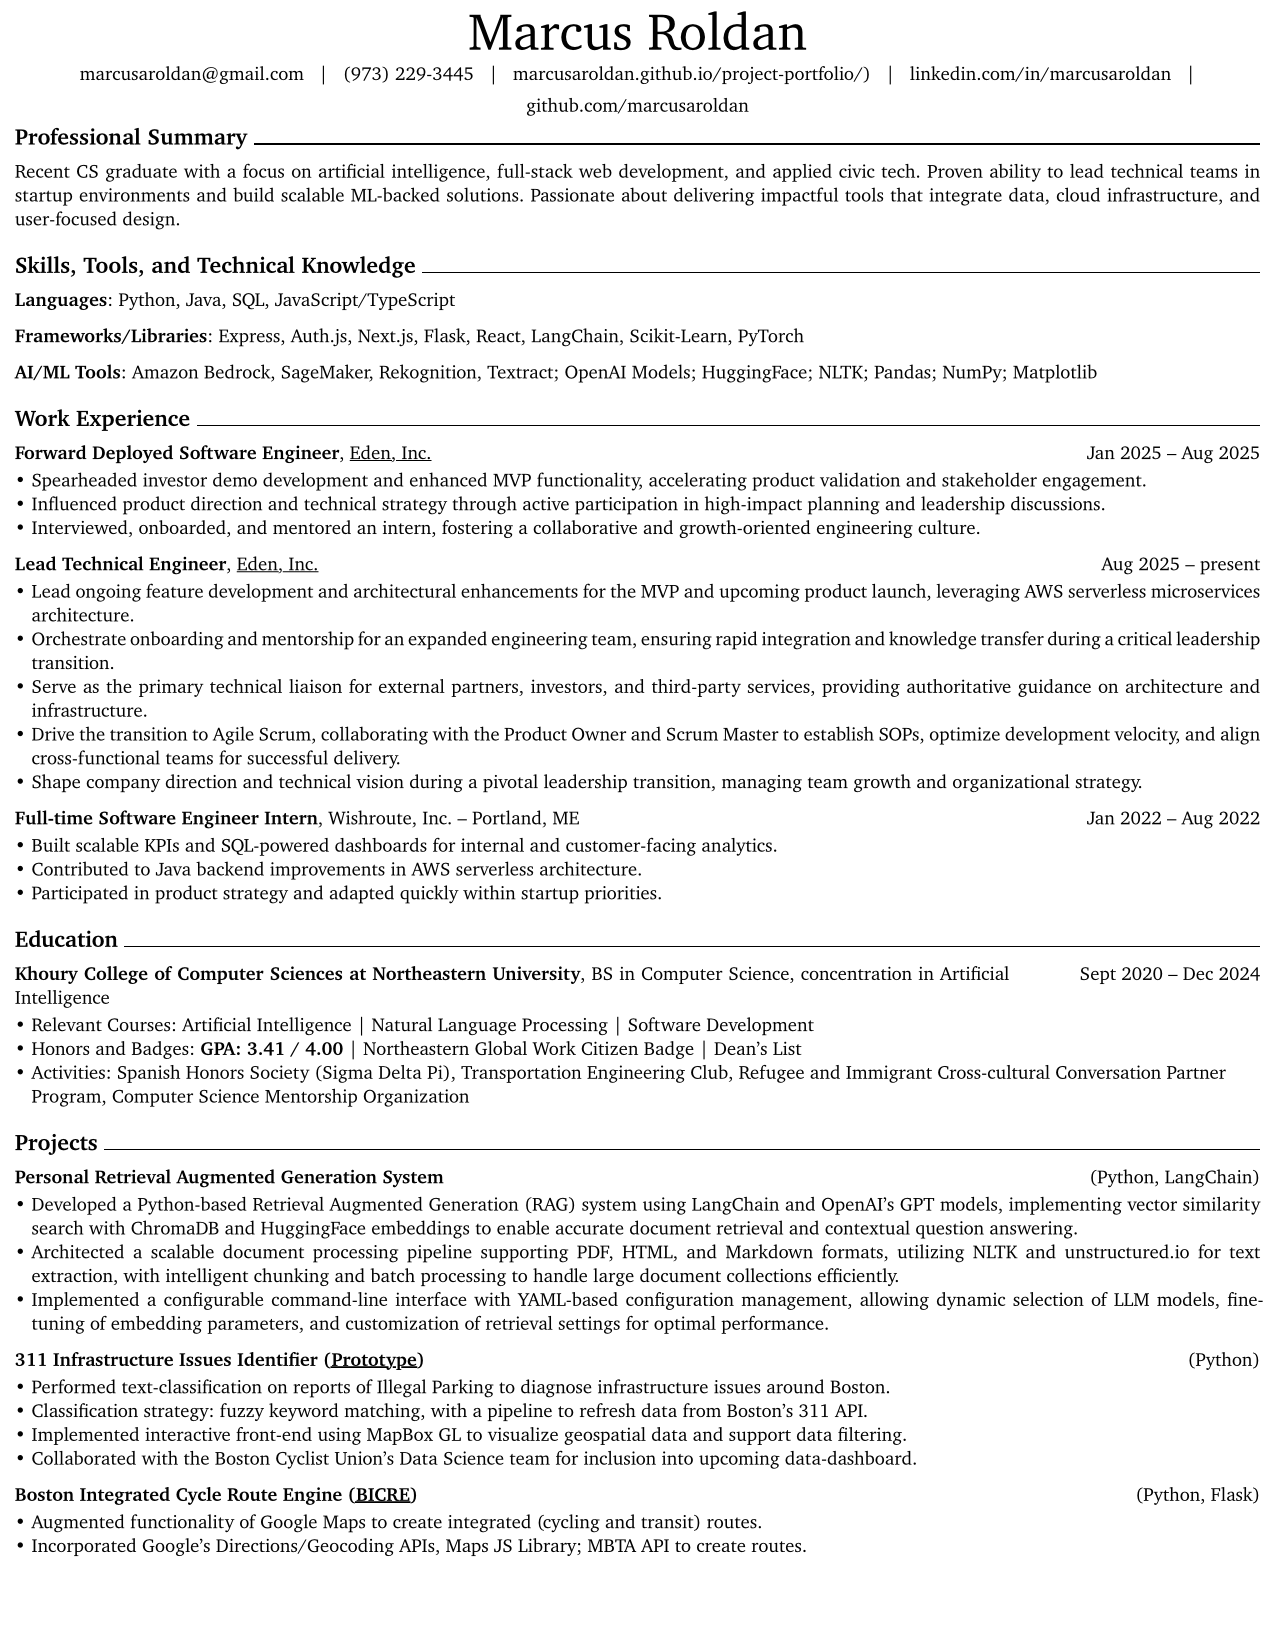 Marcus Roldan
marcusaroldan@gmail.com | (973) 229-3445 | marcusaroldan.github.io/project-portfolio/) | linkedin.com/in/marcusaroldan |
github.com/marcusaroldan
Professional Summary
Recent CS graduate with a focus on artificial intelligence, full-stack web development, and applied civic tech. Proven ability to lead technical teams in
startup environments and build scalable ML-backed solutions. Passionate about delivering impactful tools that integrate data, cloud infrastructure, and
user-focused design.
Skills, Tools, and Technical Knowledge
Languages: Python, Java, SQL, JavaScript/TypeScript
Frameworks/Libraries: Express, Auth.js, Next.js, Flask, React, LangChain, Scikit-Learn, PyTorch
AI/ML Tools: Amazon Bedrock, SageMaker, Rekognition, Textract; OpenAI Models; HuggingFace; NLTK; Pandas; NumPy; Matplotlib
Work Experience
Forward Deployed Software Engineer, Eden, Inc. Jan 2025 – Aug 2025
• Spearheaded investor demo development and enhanced MVP functionality, accelerating product validation and stakeholder engagement.
• Influenced product direction and technical strategy through active participation in high-impact planning and leadership discussions.
• Interviewed, onboarded, and mentored an intern, fostering a collaborative and growth-oriented engineering culture.
Lead Technical Engineer, Eden, Inc. Aug 2025 – present
• Lead ongoing feature development and architectural enhancements for the MVP and upcoming product launch, leveraging AWS serverless microservices
architecture.
• Orchestrate onboarding and mentorship for an expanded engineering team, ensuring rapid integration and knowledge transfer during a critical leadership
transition.
• Serve as the primary technical liaison for external partners, investors, and third-party services, providing authoritative guidance on architecture and
infrastructure.
• Drive the transition to Agile Scrum, collaborating with the Product Owner and Scrum Master to establish SOPs, optimize development velocity, and align
cross-functional teams for successful delivery.
• Shape company direction and technical vision during a pivotal leadership transition, managing team growth and organizational strategy.
Full-time Software Engineer Intern, Wishroute, Inc. – Portland, ME Jan 2022 – Aug 2022
• Built scalable KPIs and SQL-powered dashboards for internal and customer-facing analytics.
• Contributed to Java backend improvements in AWS serverless architecture.
• Participated in product strategy and adapted quickly within startup priorities.
Education
Khoury College of Computer Sciences at Northeastern University, BS in Computer Science, concentration in Artificial Sept 2020 – Dec 2024
Intelligence
• Relevant Courses: Artificial Intelligence | Natural Language Processing | Software Development
• Honors and Badges: GPA: 3.41 / 4.00 | Northeastern Global Work Citizen Badge | Dean's List
• Activities: Spanish Honors Society (Sigma Delta Pi), Transportation Engineering Club, Refugee and Immigrant Cross-cultural Conversation Partner
Program, Computer Science Mentorship Organization
Projects
Personal Retrieval Augmented Generation System (Python, LangChain)
• Developed a Python-based Retrieval Augmented Generation (RAG) system using LangChain and OpenAI's GPT models, implementing vector similarity
search with ChromaDB and HuggingFace embeddings to enable accurate document retrieval and contextual question answering.
• Architected a scalable document processing pipeline supporting PDF, HTML, and Markdown formats, utilizing NLTK and unstructured.io for text
extraction, with intelligent chunking and batch processing to handle large document collections efficiently.
• Implemented a configurable command-line interface with YAML-based configuration management, allowing dynamic selection of LLM models, fine-
tuning of embedding parameters, and customization of retrieval settings for optimal performance.
311 Infrastructure Issues Identifier (Prototype) (Python)
• Performed text-classification on reports of Illegal Parking to diagnose infrastructure issues around Boston.
• Classification strategy: fuzzy keyword matching, with a pipeline to refresh data from Boston's 311 API.
• Implemented interactive front-end using MapBox GL to visualize geospatial data and support data filtering.
• Collaborated with the Boston Cyclist Union's Data Science team for inclusion into upcoming data-dashboard.
Boston Integrated Cycle Route Engine (BICRE) (Python, Flask)
• Augmented functionality of Google Maps to create integrated (cycling and transit) routes.
• Incorporated Google's Directions/Geocoding APIs, Maps JS Library; MBTA API to create routes.